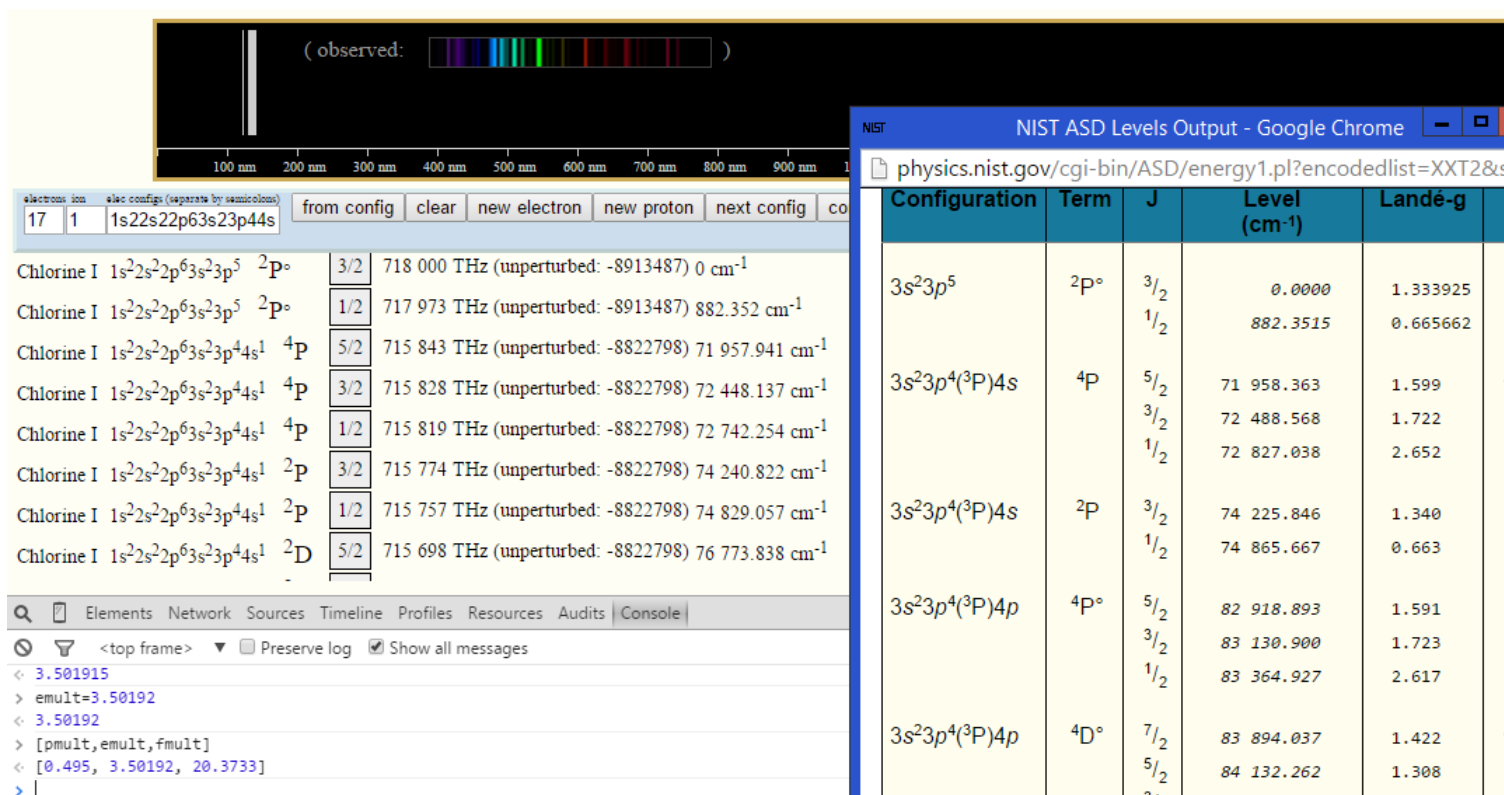 ( observed: )
100 nm 200 nm 300 nm 400 nm 500 nm 600 nm 700 nm 800 nm 900 nm 1
electrons ion elec configs (separate by semicolons)
17 1 1s22s22p63s23p44s from config clear new electron new proton next config co
Chlorine I 1s²2s²2p⁶3s²3p⁵ ²P° 3/2 718 000 THz (unperturbed: -8913487) 0 cm⁻¹
Chlorine I 1s²2s²2p⁶3s²3p⁵ ²P° 1/2 717 973 THz (unperturbed: -8913487) 882.352 cm⁻¹
Chlorine I 1s²2s²2p⁶3s²3p⁴4s¹ ⁴P 5/2 715 843 THz (unperturbed: -8822798) 71 957.941 cm⁻¹
Chlorine I 1s²2s²2p⁶3s²3p⁴4s¹ ⁴P 3/2 715 828 THz (unperturbed: -8822798) 72 448.137 cm⁻¹
Chlorine I 1s²2s²2p⁶3s²3p⁴4s¹ ⁴P 1/2 715 819 THz (unperturbed: -8822798) 72 742.254 cm⁻¹
Chlorine I 1s²2s²2p⁶3s²3p⁴4s¹ ²P 3/2 715 774 THz (unperturbed: -8822798) 74 240.822 cm⁻¹
Chlorine I 1s²2s²2p⁶3s²3p⁴4s¹ ²P 1/2 715 757 THz (unperturbed: -8822798) 74 829.057 cm⁻¹
Chlorine I 1s²2s²2p⁶3s²3p⁴4s¹ ²D 5/2 715 698 THz (unperturbed: -8822798) 76 773.838 cm⁻¹
Elements Network Sources Timeline Profiles Resources Audits Console
<top frame> ▼ Preserve log Show all messages
3.501915
> emult=3.50192
3.50192
> [pmult,emult,fmult]
[0.495, 3.50192, 20.3733]
>
NIST NIST ASD Levels Output - Google Chrome
physics.nist.gov/cgi-bin/ASD/energy1.pl?encodedlist=XXT2&s
Configuration Term J Level Landé-g
(cm⁻¹)
3s²3p⁵ ²P° 3/2 0.0000 1.333925
1/2 882.3515 0.665662
3s²3p⁴(³P)4s ⁴P 5/2 71 958.363 1.599
3/2 72 488.568 1.722
1/2 72 827.038 2.652
3s²3p⁴(³P)4s ²P 3/2 74 225.846 1.340
1/2 74 865.667 0.663
3s²3p⁴(³P)4p ⁴P° 5/2 82 918.893 1.591
3/2 83 130.900 1.723
1/2 83 364.927 2.617
3s²3p⁴(³P)4p ⁴D° 7/2 83 894.037 1.422
5/2 84 132.262 1.308